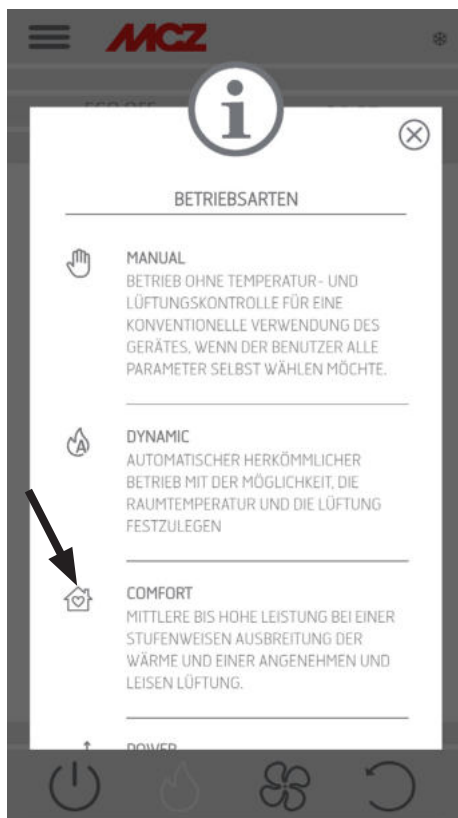 MCZ
BETRIEBSARTEN
MANUAL
BETRIEB OHNE TEMPERATUR- UND
LÜFTUNGSKONTROLLE FÜR EINE
KONVENTIONELLE VERWENDUNG DES
GERÄTES, WENN DER BENUTZER ALLE
PARAMETER SELBST WÄHLEN MÖCHTE.
DYNAMIC
AUTOMATISCHER HERKÖMMLICHER
BETRIEB MIT DER MÖGLICHKEIT, DIE
RAUMTEMPERATUR UND DIE LÜFTUNG
FESTZULEGEN
COMFORT
MITTLERE BIS HOHE LEISTUNG BEI EINER
STUFENWEISEN AUSBREITUNG DER
WÄRME UND EINER ANGENEHMEN UND
LEISEN LÜFTUNG.
POWER